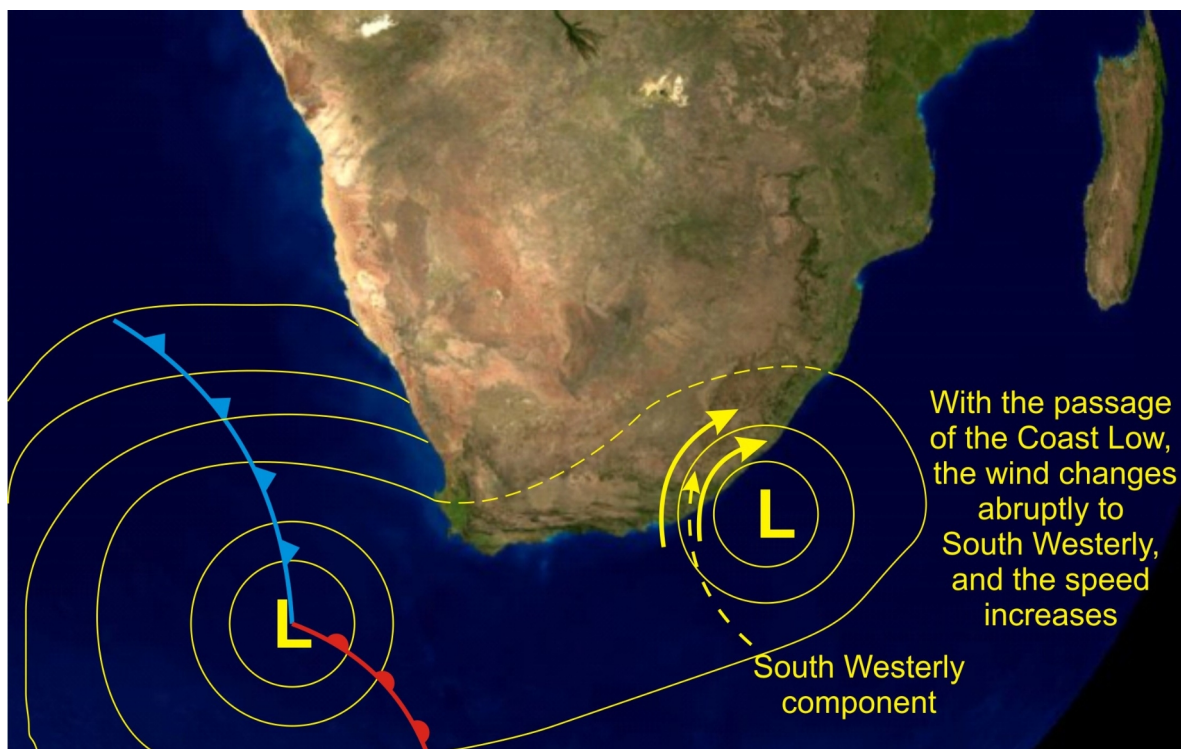 With the passage
of the Coast Low,
the wind changes
abruptly to
South Westerly,
and the speed
increases
L
L
South Westerly
component